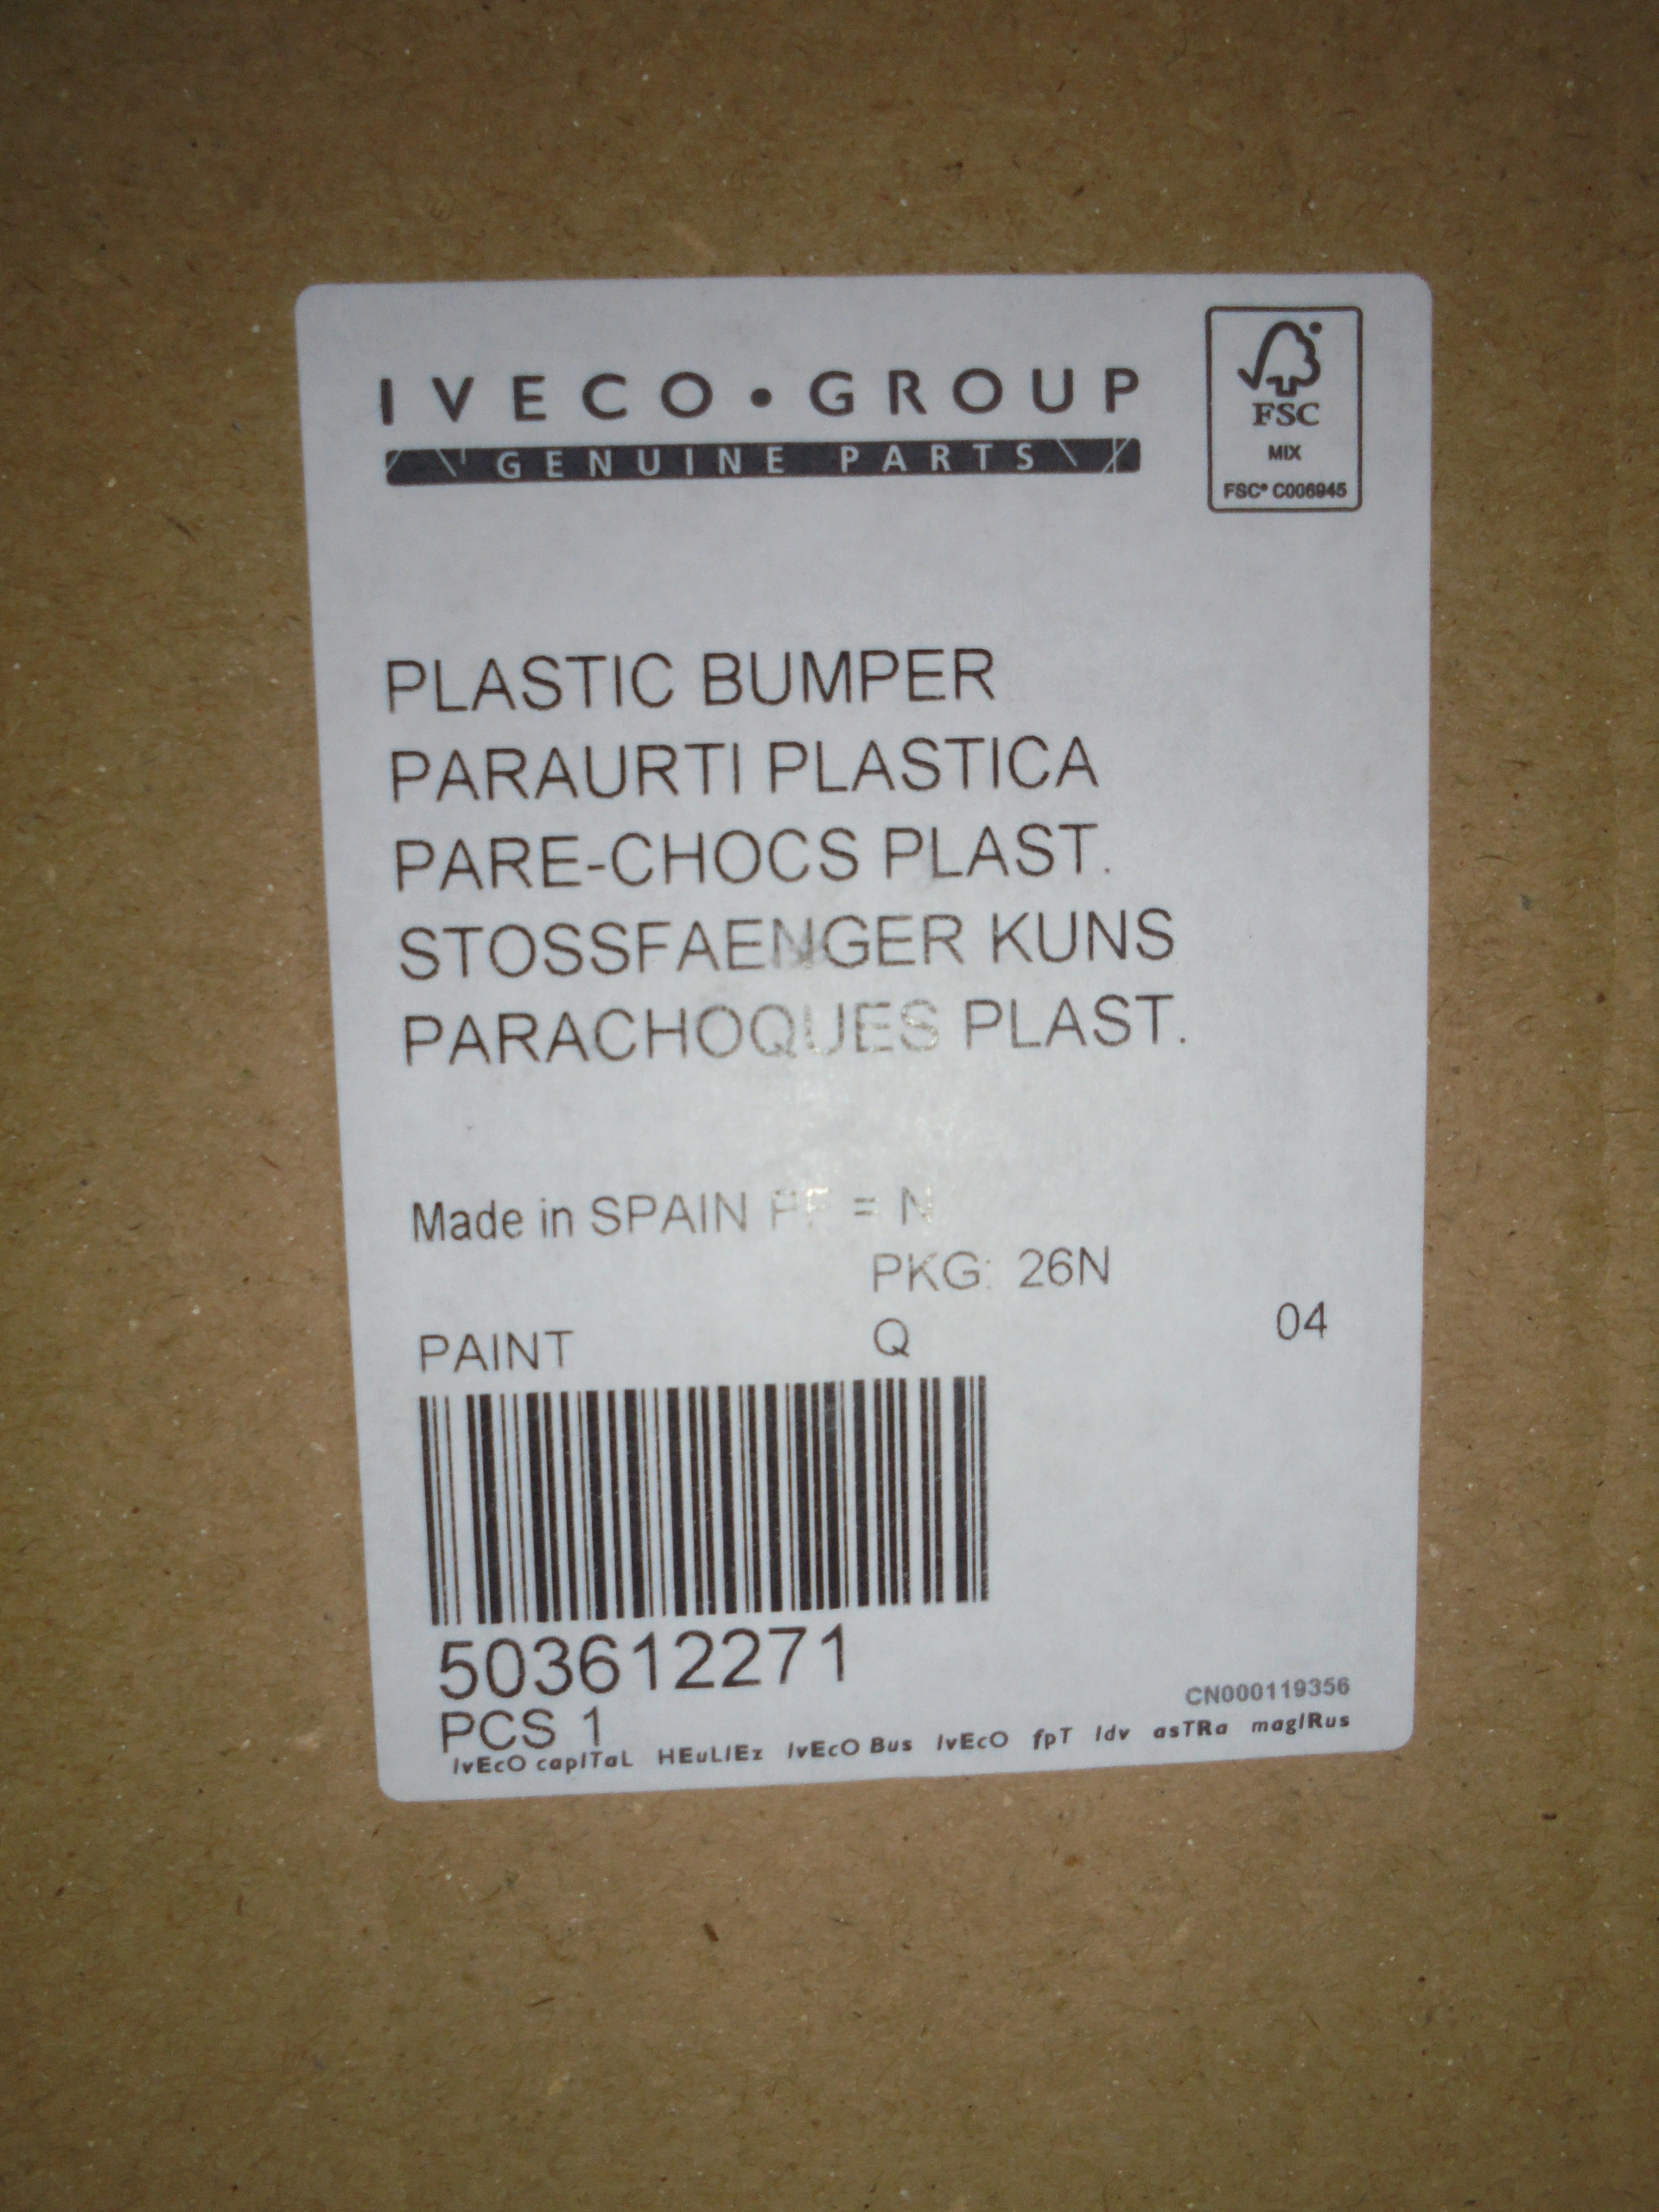 IVECO•GROUP
GENUINE PARTS
FSC
MIX
FSC® C006945
PLASTIC BUMPER
PARAURTI PLASTICA
PARE-CHOCS PLAST.
STOSSFAENGER KUNS
PARACHOQUES PLAST.
Made in SPAIN PF = N
PKG: 26N
PAINT Q 04
503612271
PCS 1
CN000119356
IvEcO capITaL HEuLIEz IvEcO Bus IvEcO fpT Idv asTRa magIRus